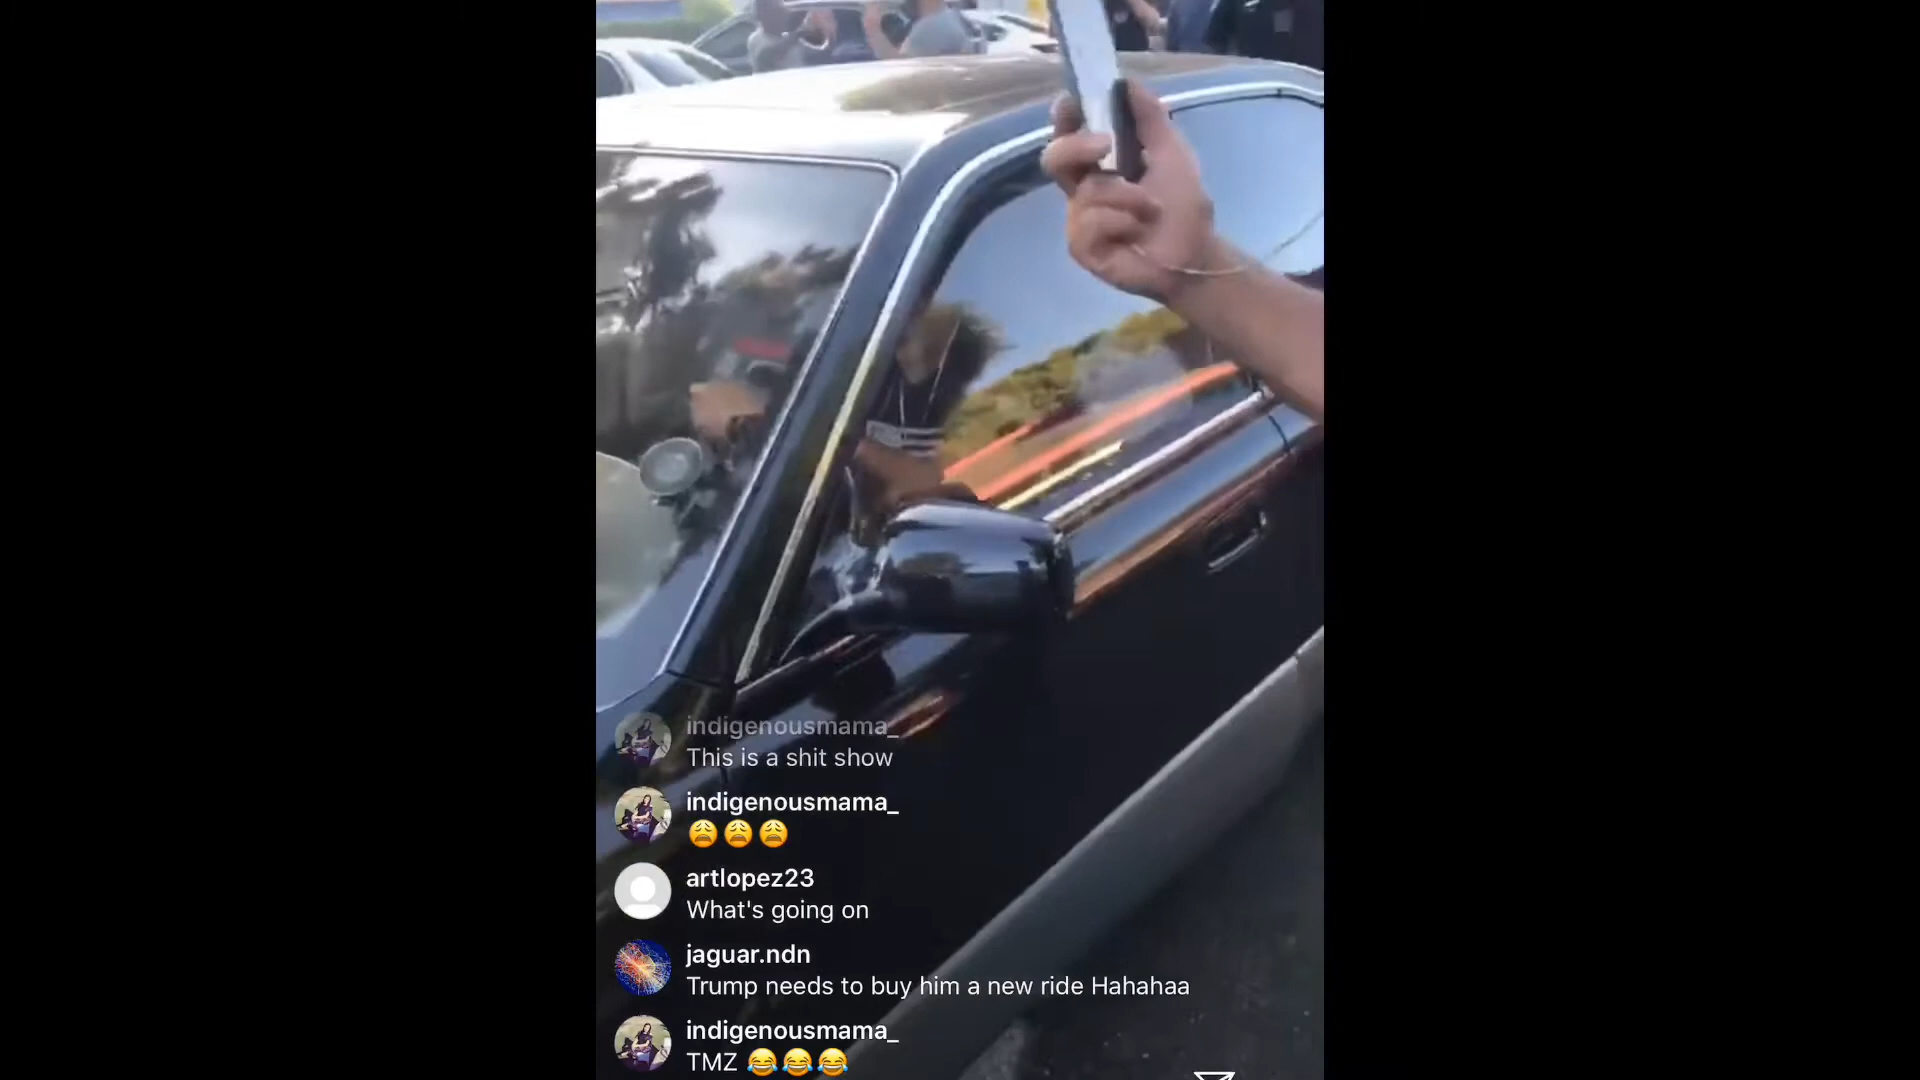 indigenousmama_
This is a shit show
indigenousmama_
😩😩😩
artlopez23
What's going on
jaguar.ndn
Trump needs to buy him a new ride Hahahaa
indigenousmama_
TMZ 😂😂😂